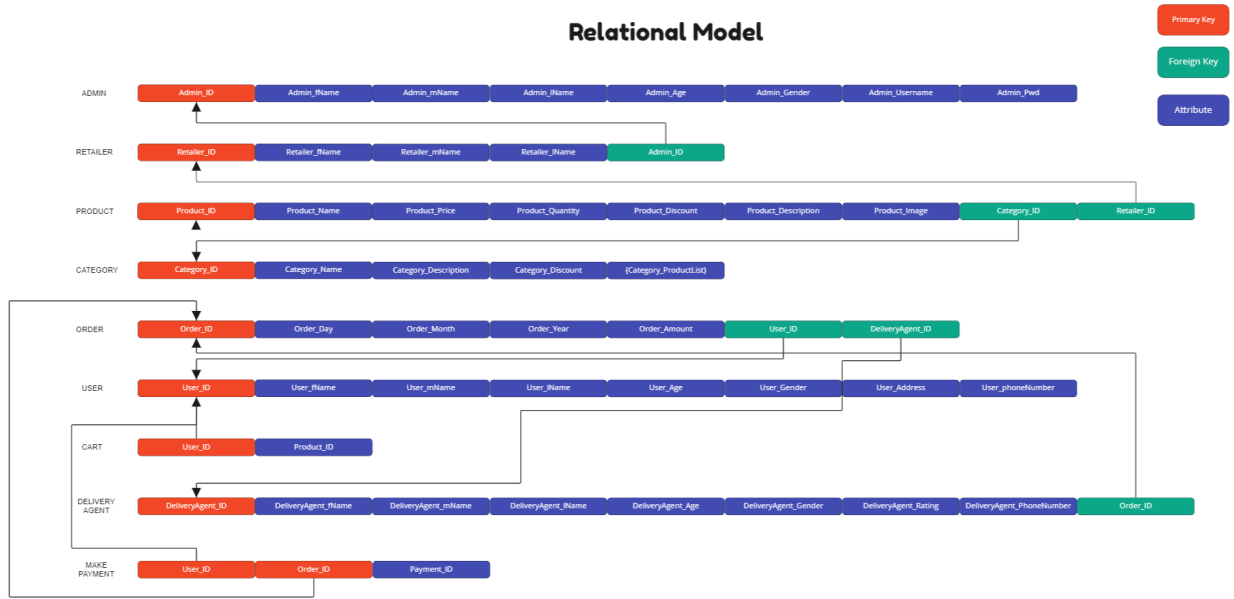 Relational Model
Primary Key
Foreign Key
Attribute
ADMIN Admin_ID Admin_fName Admin_mName Admin_lName Admin_Age Admin_Gender Admin_Username Admin_Pwd
RETAILER Retailer_ID Retailer_fName Retailer_mName Retailer_lName Admin_ID
PRODUCT Product_ID Product_Name Product_Price Product_Quantity Product_Discount Product_Description Product_Image Category_ID Retailer_ID
CATEGORY Category_ID Category_Name Category_Description Category_Discount {Category_ProductList}
ORDER Order_ID Order_Day Order_Month Order_Year Order_Amount User_ID DeliveryAgent_ID
USER User_ID User_fName User_mName User_lName User_Age User_Gender User_Address User_phoneNumber
CART User_ID Product_ID
DELIVERY
AGENT
DeliveryAgent_ID DeliveryAgent_fName DeliveryAgent_mName DeliveryAgent_lName DeliveryAgent_Age DeliveryAgent_Gender DeliveryAgent_Rating DeliveryAgent_PhoneNumber Order_ID
MAKE
PAYMENT
User_ID Order_ID Payment_ID